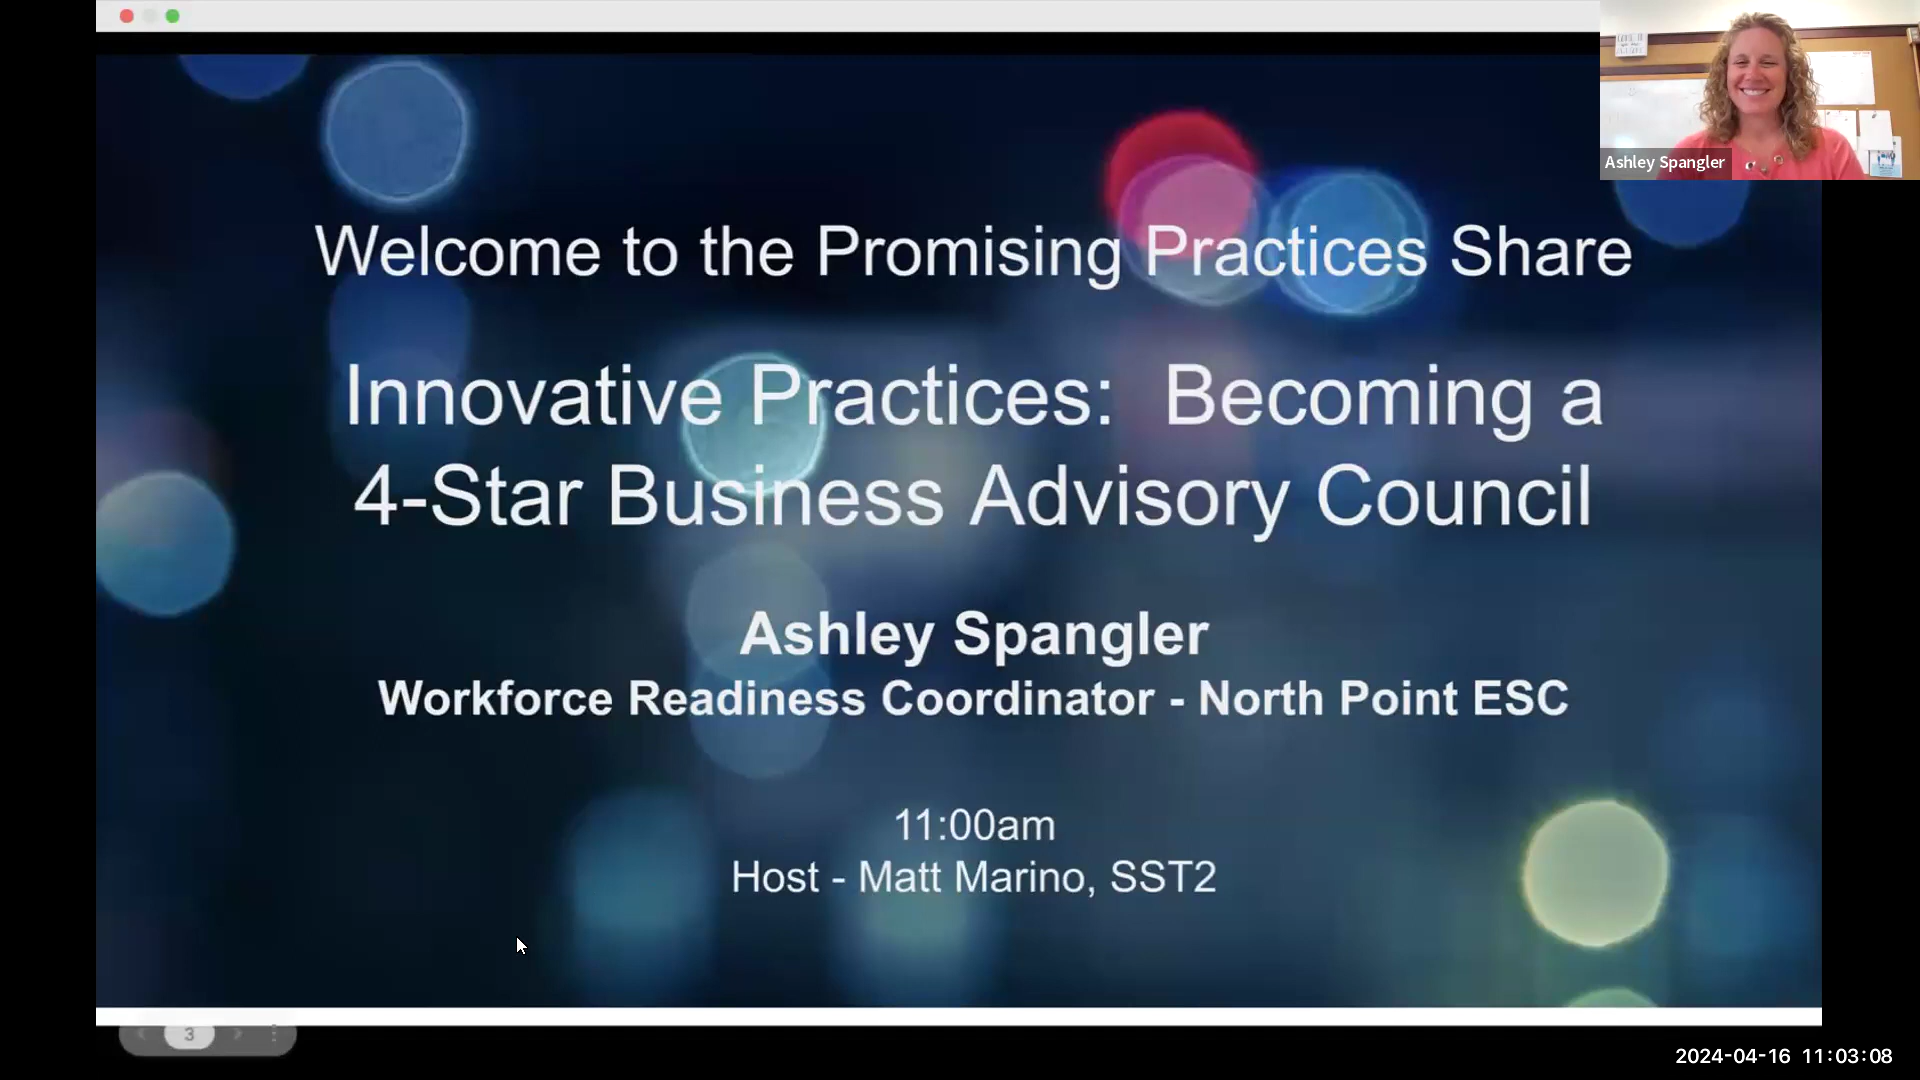 Ashley Spangler
Welcome to the Promising Practices Share
Innovative Practices:  Becoming a
4-Star Business Advisory Council
Ashley Spangler
Workforce Readiness Coordinator - North Point ESC
11:00am
Host - Matt Marino, SST2
3
2024-04-16 11:03:08